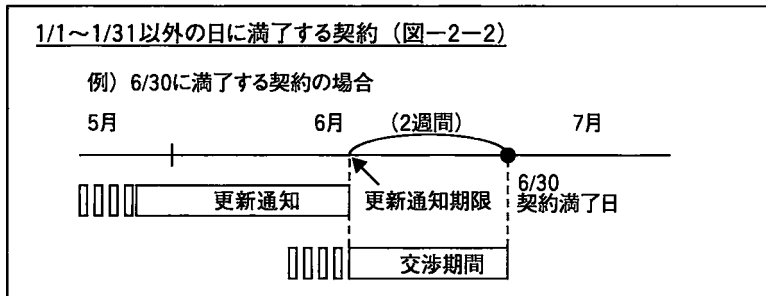 1/1～1/31以外の日に満了する契約（図ー2ー2）
例）6/30に満了する契約の場合
5月 6月 （2週間） 7月
更新通知 更新通知期限 6/30
契約満了日
交渉期間